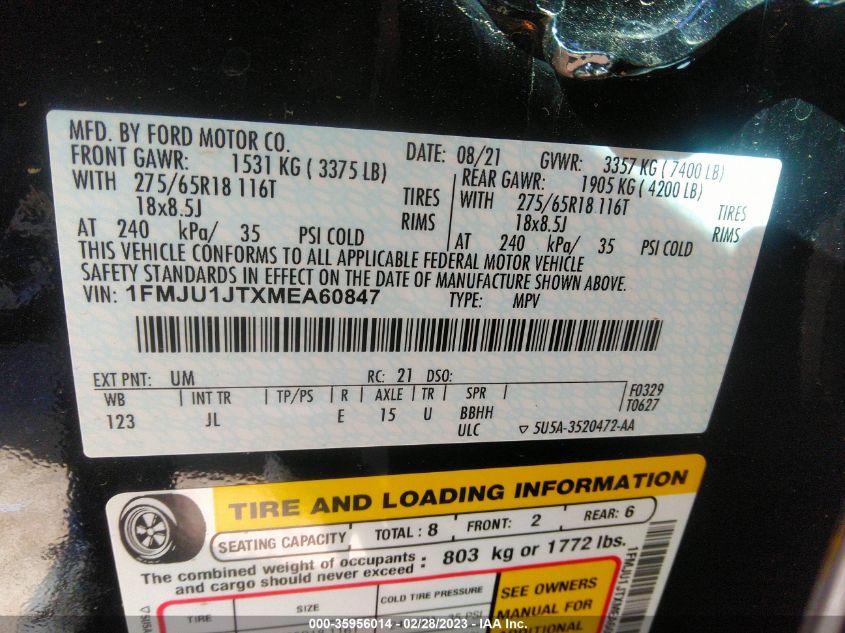 MFD. BY FORD MOTOR CO. DATE: 08/21 GVWR: 3357 KG ( 7400 LB)
FRONT GAWR: 1531 KG ( 3375 LB) REAR GAWR: 1905 KG ( 4200 LB)
WITH 275/65R18 116T TIRES WITH 275/65R18 116T TIRES
18x8.5J RIMS 18x8.5J RIMS
AT 240 kPa/ 35 PSI COLD AT 240 kPa/ 35 PSI COLD
THIS VEHICLE CONFORMS TO ALL APPLICABLE FEDERAL MOTOR VEHICLE
SAFETY STANDARDS IN EFFECT ON THE DATE OF MANUFACTURE SHOWN ABOVE.
VIN: 1FMJU1JTXMEA60847 TYPE: MPV
EXT PNT: UM RC: 21 DSO:
WB INT TR TP/PS R AXLE TR SPR F0329
123 JL E 15 U BBHH T0627
ULC ▽ 5U5A-3520472-AA
TIRE AND LOADING INFORMATION
SEATING CAPACITY TOTAL : 8 FRONT: 2 REAR: 6
The combined weight of occupants
and cargo should never exceed : 803 kg or 1772 lbs.
TIRE SIZE COLD TIRE PRESSURE SEE OWNERS
MANUAL FOR
ADDITIONAL
000-35956014 - 02/28/2023 - IAA Inc.